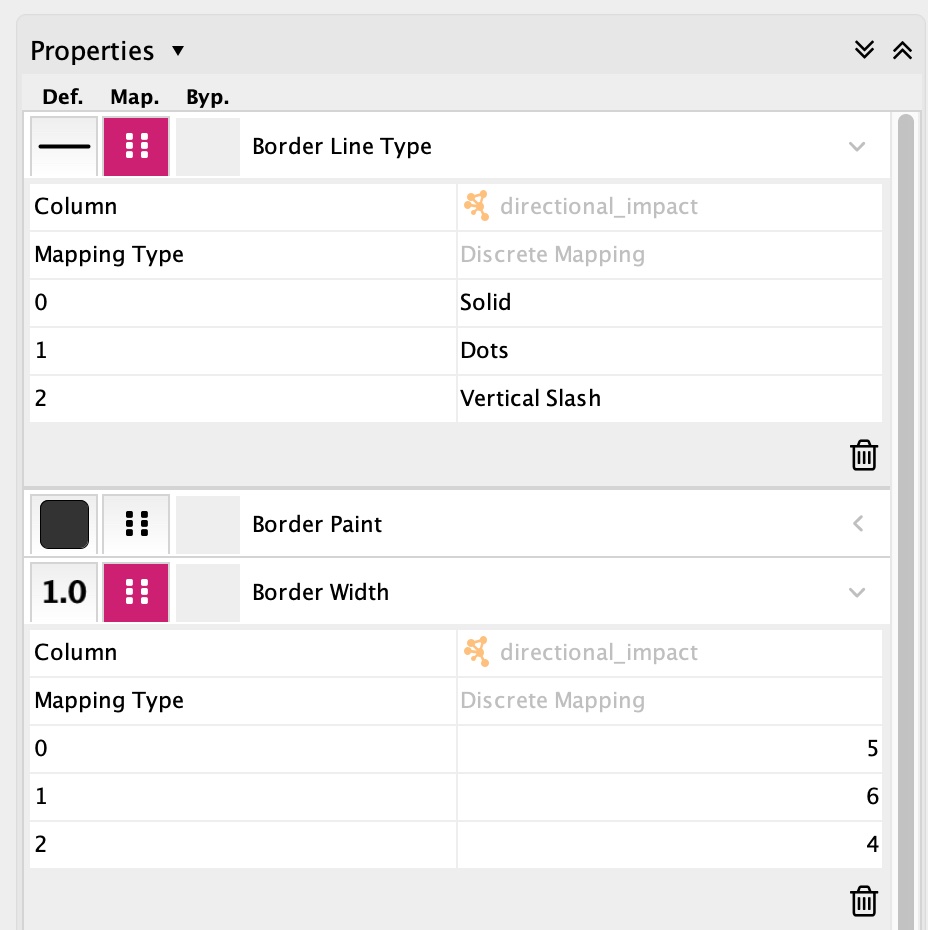 Properties
Def. Map. Byp.
Border Line Type
Column directional_impact
Mapping Type Discrete Mapping
0 Solid
1 Dots
2 Vertical Slash
Border Paint
1.0 Border Width
Column directional_impact
Mapping Type Discrete Mapping
0 5
1 6
2 4